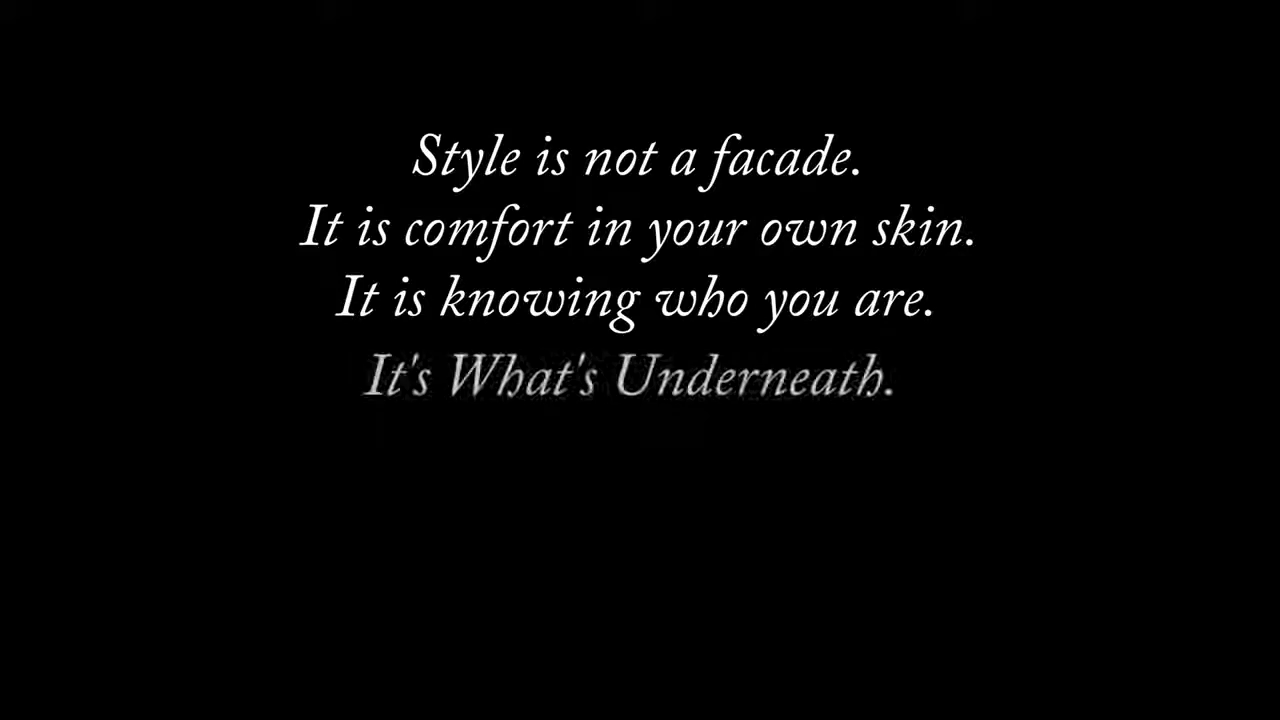 Style is not a facade.
It is comfort in your own skin.
It is knowing who you are.
It's What's Underneath.